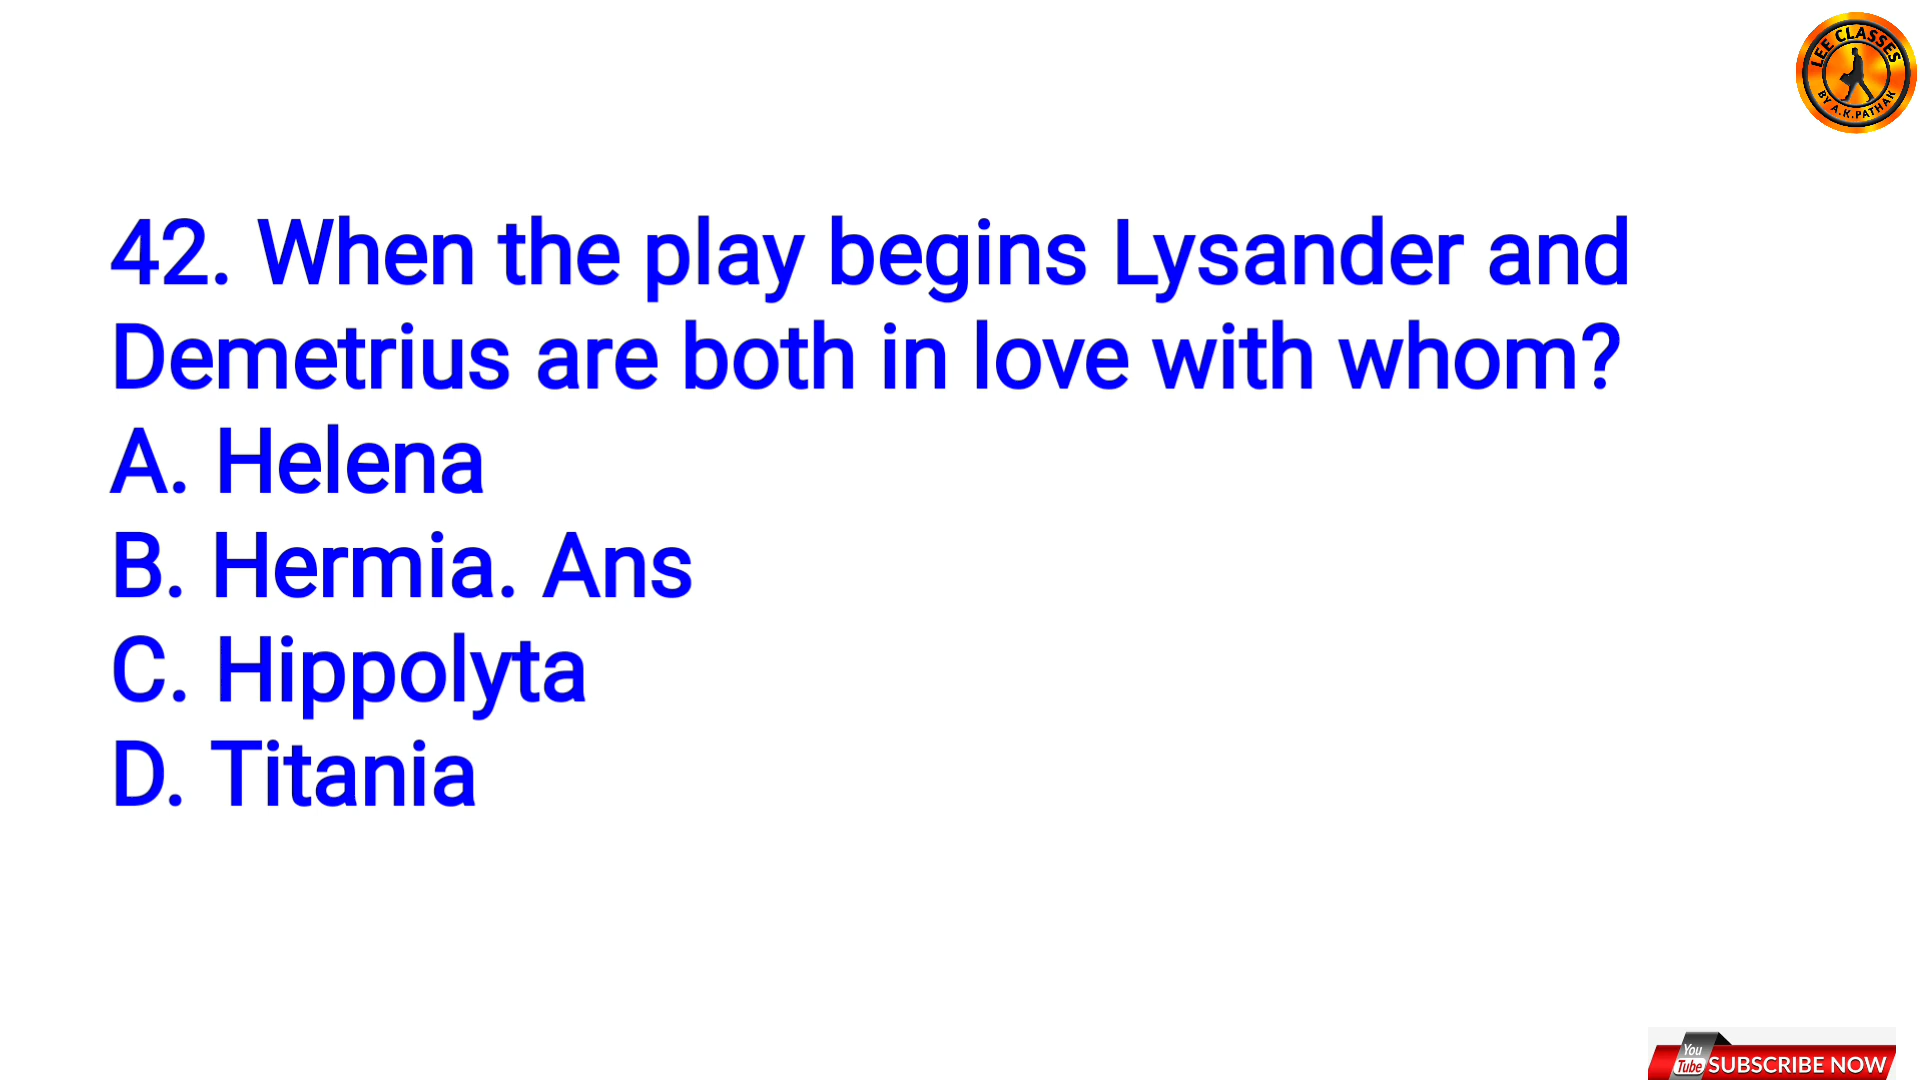 LEE CLASSES
BY A.K.PATHAK
42. When the play begins Lysander and
Demetrius are both in love with whom?
A. Helena
B. Hermia. Ans
C. Hippolyta
D. Titania
You
Tube SUBSCRIBE NOW